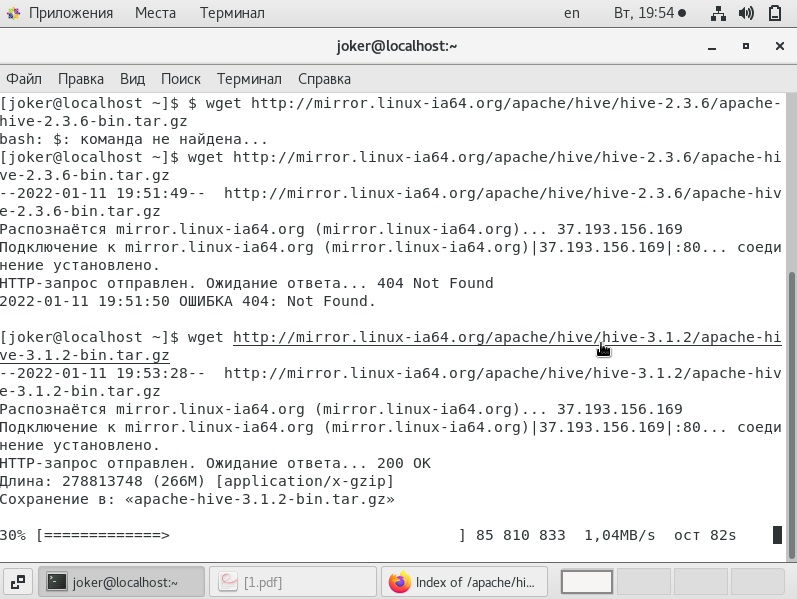 Приложения Места Терминал en Вт, 19:54
joker@localhost:~
Файл Правка Вид Поиск Терминал Справка
[joker@localhost ~]$ $ wget http://mirror.linux-ia64.org/apache/hive/hive-2.3.6/apache-
hive-2.3.6-bin.tar.gz
bash: $: команда не найдена...
[joker@localhost ~]$ wget http://mirror.linux-ia64.org/apache/hive/hive-2.3.6/apache-hi
ve-2.3.6-bin.tar.gz
--2022-01-11 19:51:49--  http://mirror.linux-ia64.org/apache/hive/hive-2.3.6/apache-hiv
e-2.3.6-bin.tar.gz
Распознаётся mirror.linux-ia64.org (mirror.linux-ia64.org)... 37.193.156.169
Подключение к mirror.linux-ia64.org (mirror.linux-ia64.org)|37.193.156.169|:80... соеди
нение установлено.
HTTP-запрос отправлен. Ожидание ответа... 404 Not Found
2022-01-11 19:51:50 ОШИБКА 404: Not Found.
[joker@localhost ~]$ wget http://mirror.linux-ia64.org/apache/hive/hive-3.1.2/apache-hi
ve-3.1.2-bin.tar.gz
--2022-01-11 19:53:28--  http://mirror.linux-ia64.org/apache/hive/hive-3.1.2/apache-hiv
e-3.1.2-bin.tar.gz
Распознаётся mirror.linux-ia64.org (mirror.linux-ia64.org)... 37.193.156.169
Подключение к mirror.linux-ia64.org (mirror.linux-ia64.org)|37.193.156.169|:80... соеди
нение установлено.
HTTP-запрос отправлен. Ожидание ответа... 200 OK
Длина: 278813748 (266M) [application/x-gzip]
Сохранение в: «apache-hive-3.1.2-bin.tar.gz»
30% [=============>                                ] 85 810 833  1,04MB/s  ост 82s
joker@localhost:~ [1.pdf] Index of /apache/hi...